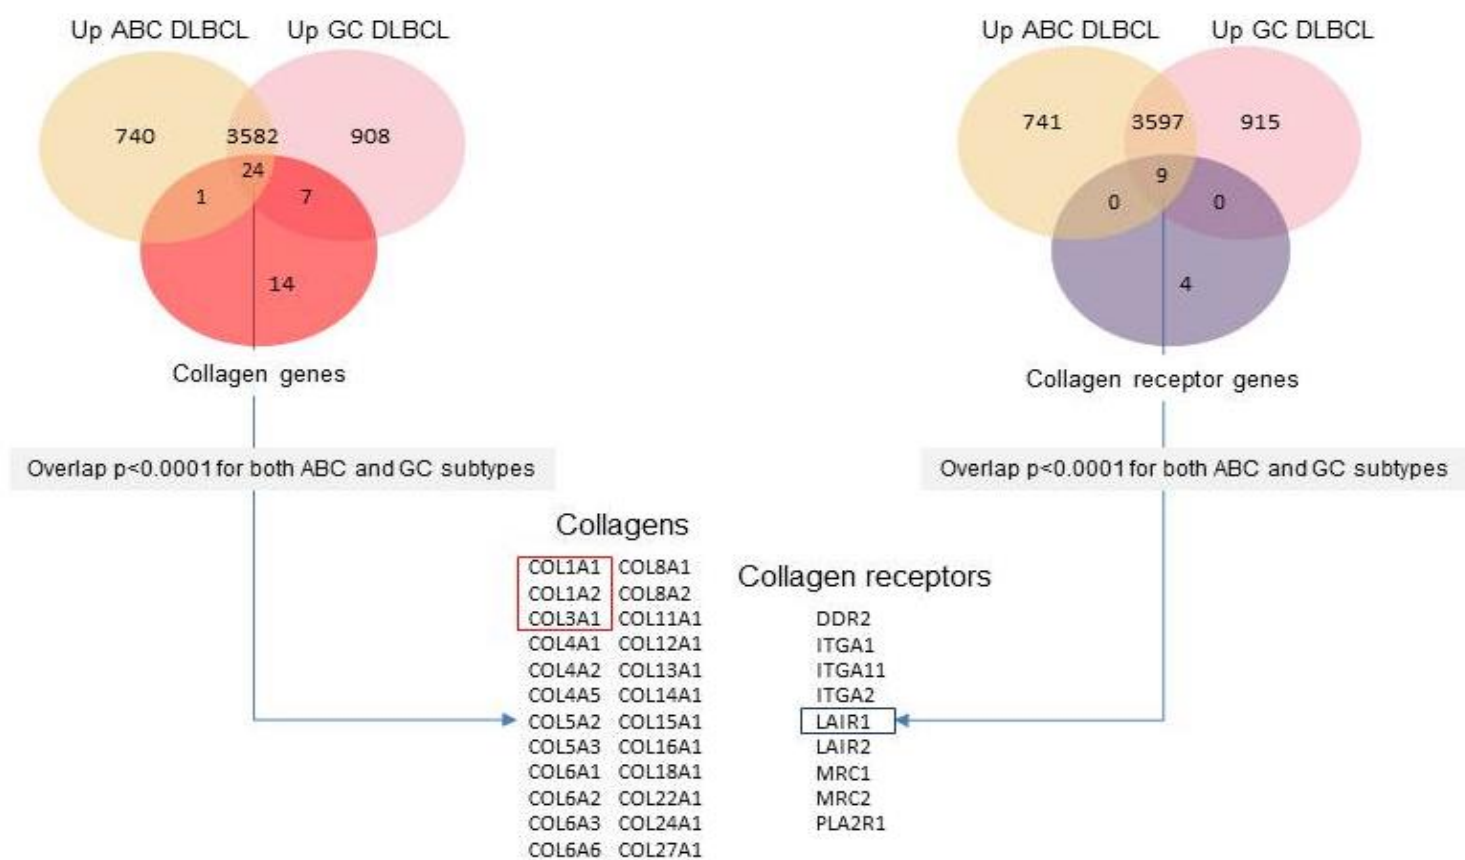 Up ABC DLBCL Up GC DLBCL
740 3582 908
24
1 7
14
Collagen genes
Overlap p<0.0001 for both ABC and GC subtypes
Up ABC DLBCL Up GC DLBCL
741 3597 915
9
0 0
4
Collagen receptor genes
Overlap p<0.0001 for both ABC and GC subtypes
Collagens
COL1A1 COL8A1
COL1A2 COL8A2
COL3A1 COL11A1
COL4A1 COL12A1
COL4A2 COL13A1
COL4A5 COL14A1
COL5A2 COL15A1
COL5A3 COL16A1
COL6A1 COL18A1
COL6A2 COL22A1
COL6A3 COL24A1
COL6A6 COL27A1
Collagen receptors
DDR2
ITGA1
ITGA11
ITGA2
LAIR1
LAIR2
MRC1
MRC2
PLA2R1